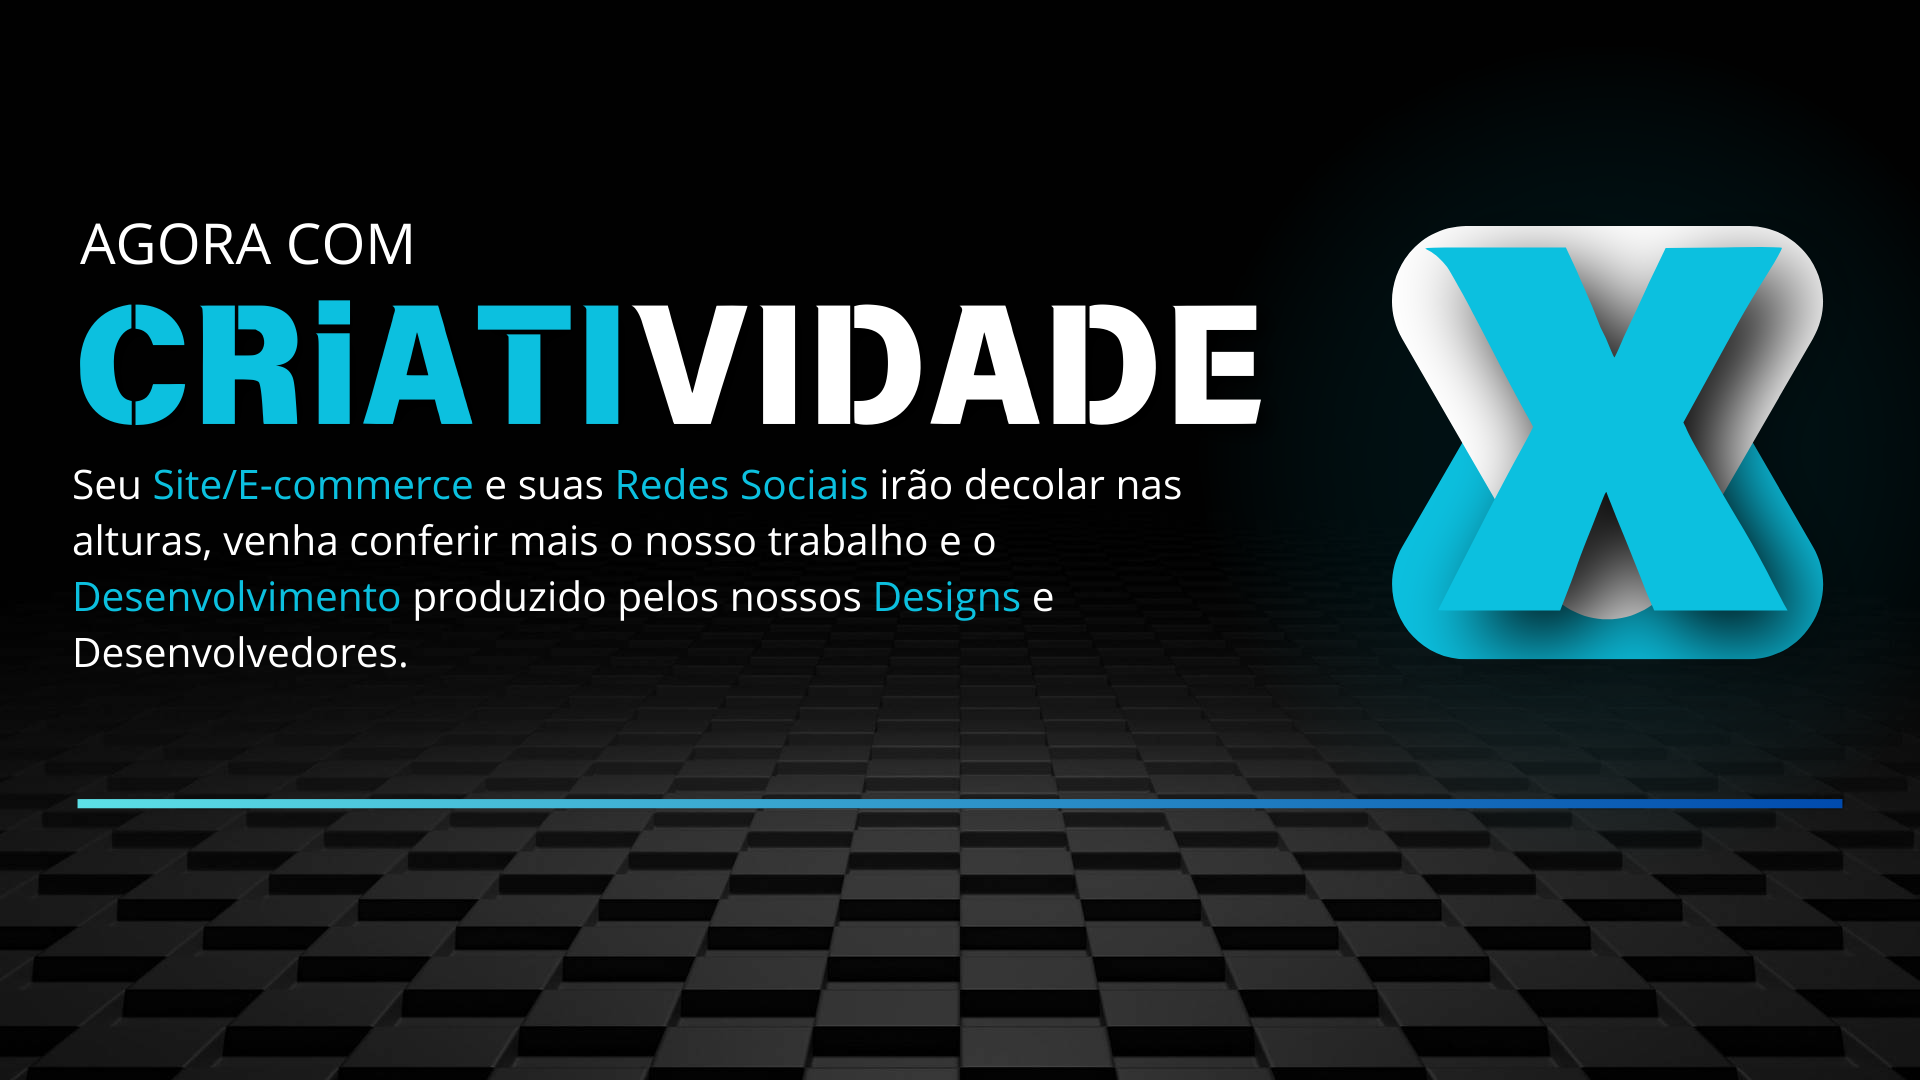 AGORA COM
CRiATIVIDADE
Seu Site/E-commerce e suas Redes Sociais irão decolar nas
alturas, venha conferir mais o nosso trabalho e o
Desenvolvimento produzido pelos nossos Designs e
Desenvolvedores.
X